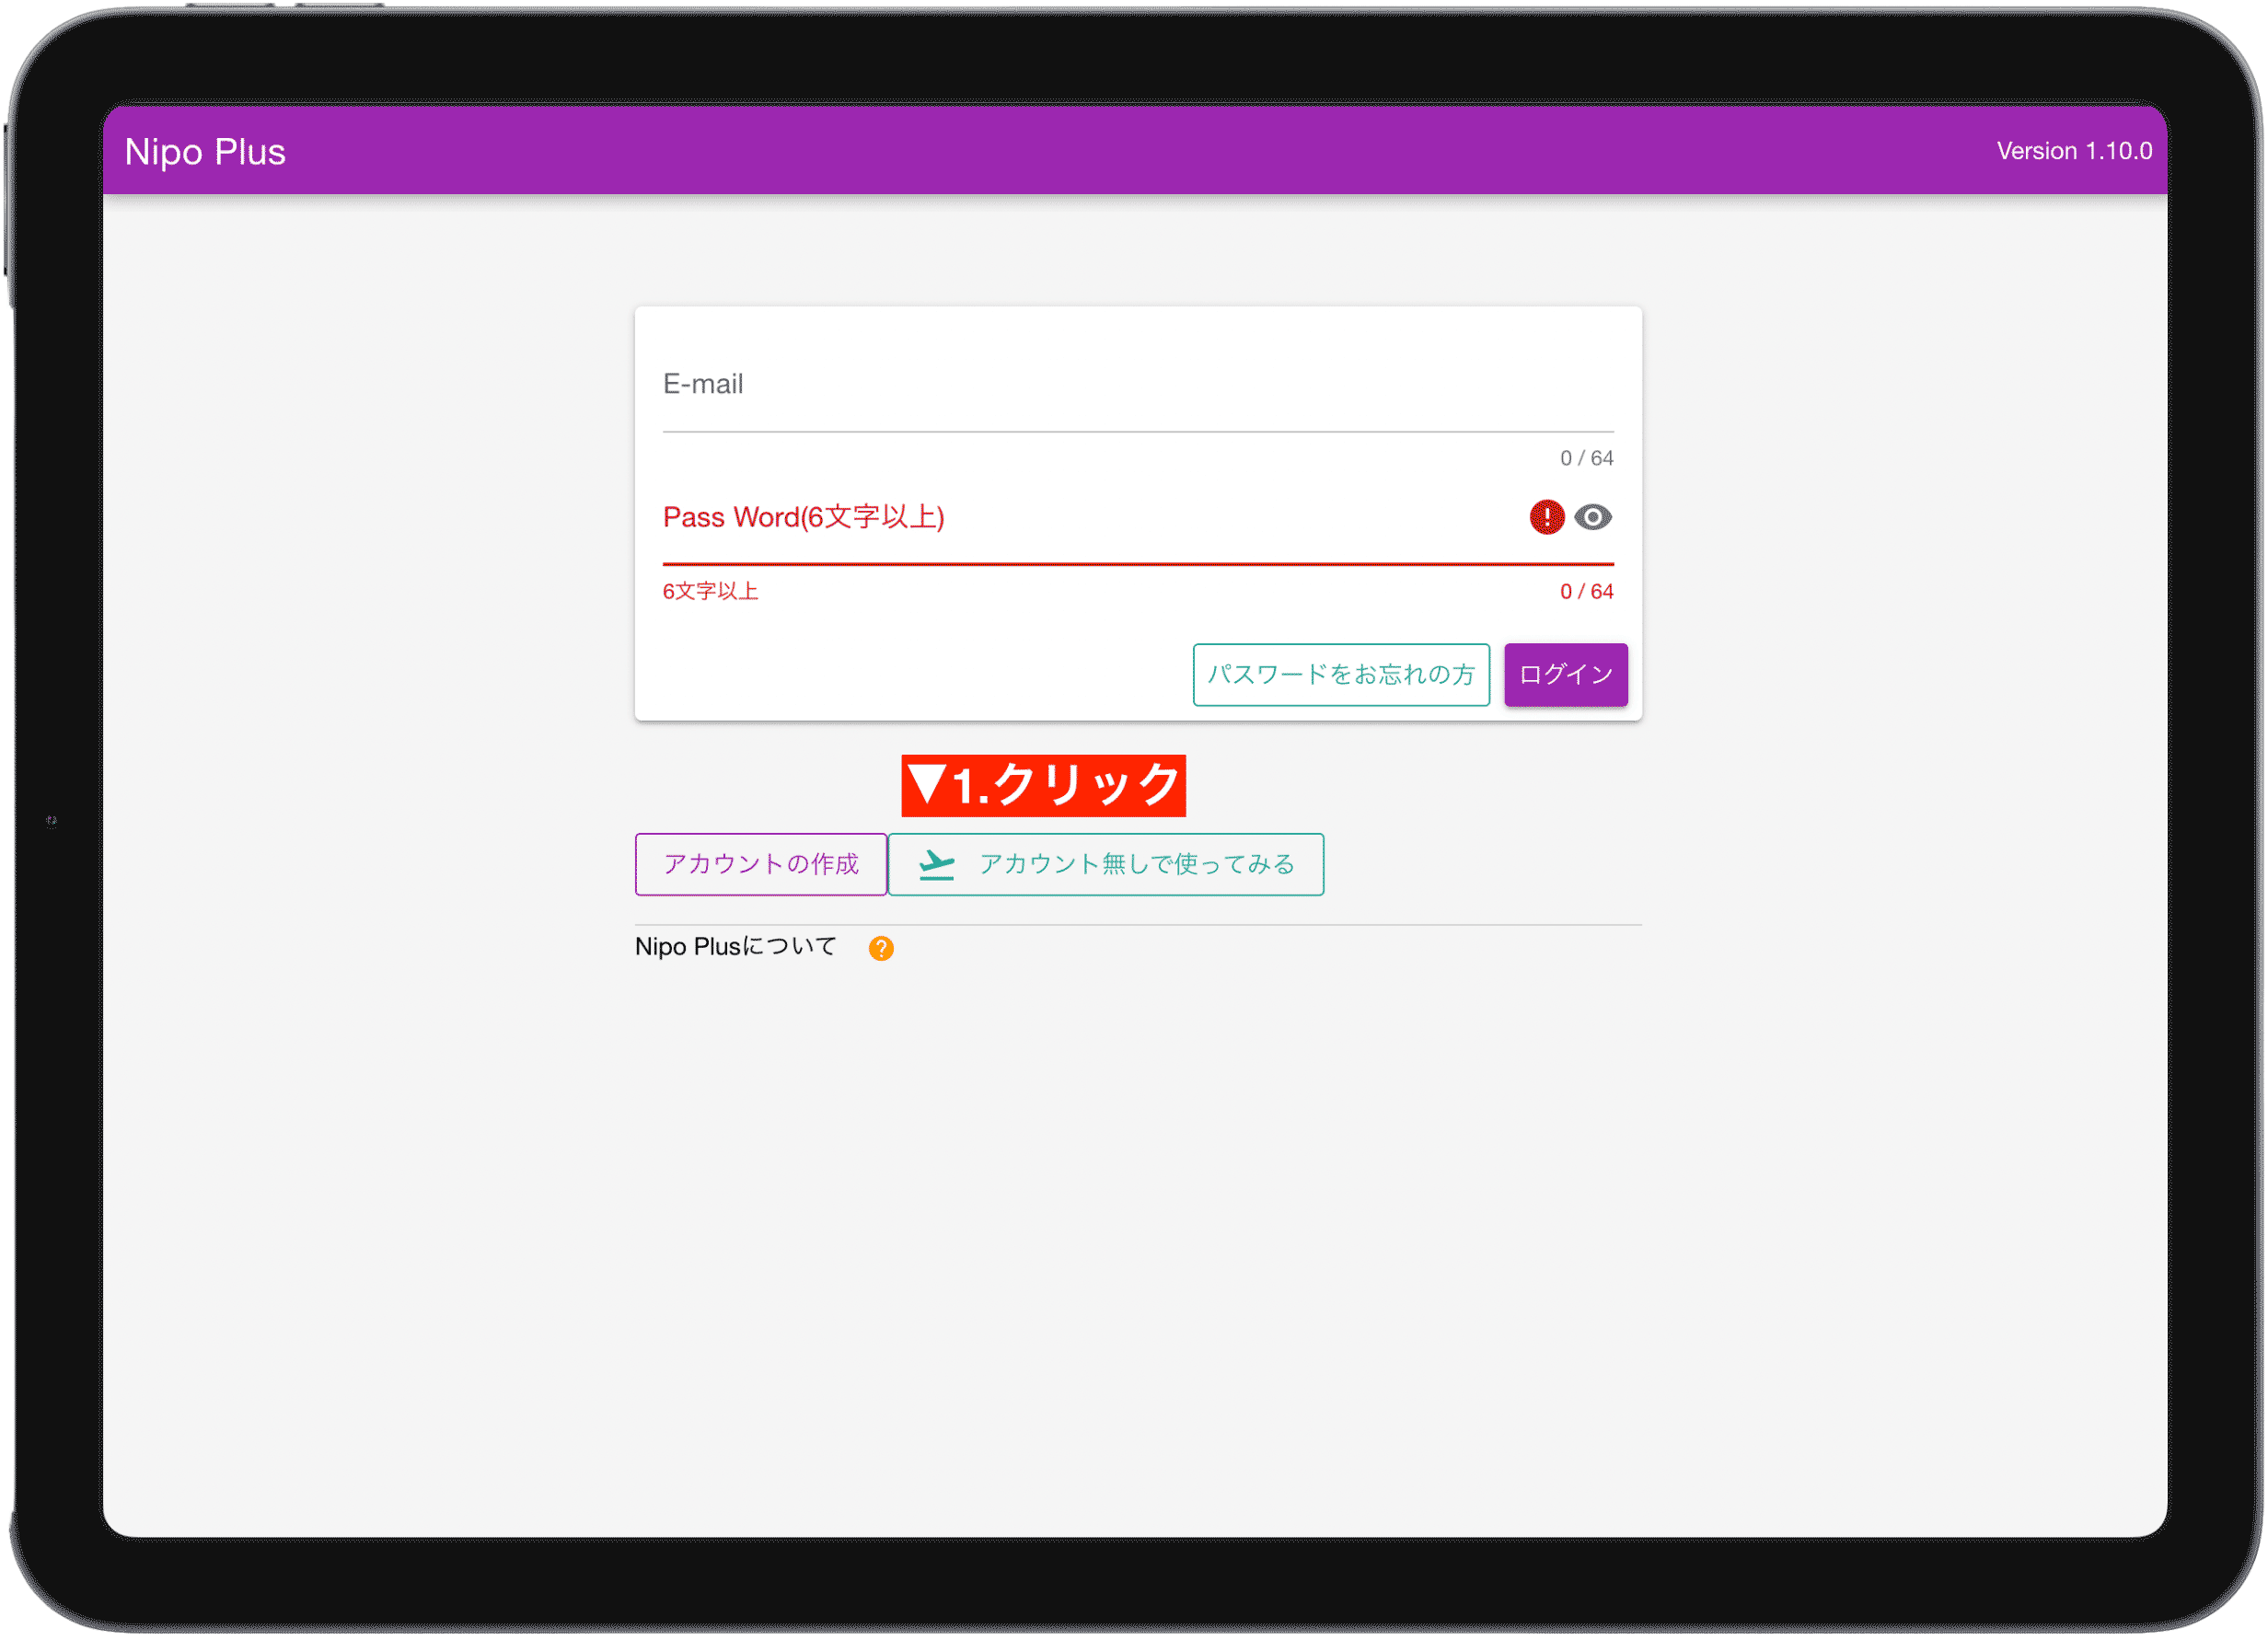 Nipo Plus
Version 1.10.0
E-mail
0 / 64
Pass Word(6文字以上)
6文字以上
0 / 64
パスワードをお忘れの方
ログイン
▼1.クリック
アカウントの作成
アカウント無しで使ってみる
Nipo Plusについて